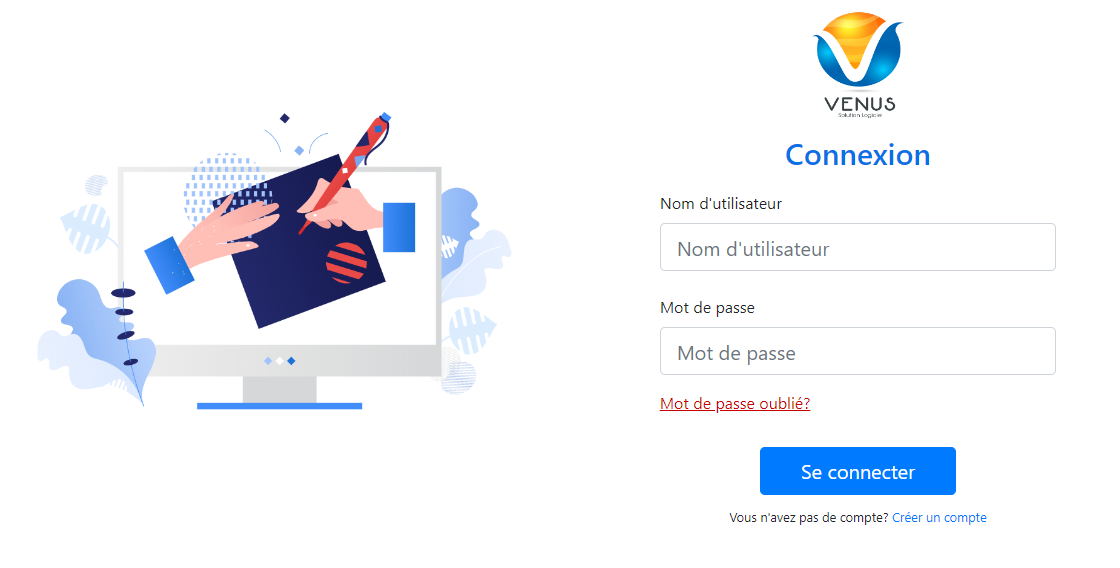 VENUS
Solution Logiciel
Connexion
Nom d'utilisateur
Nom d'utilisateur
Mot de passe
Mot de passe
Mot de passe oublié?
Se connecter
Vous n'avez pas de compte? Créer un compte